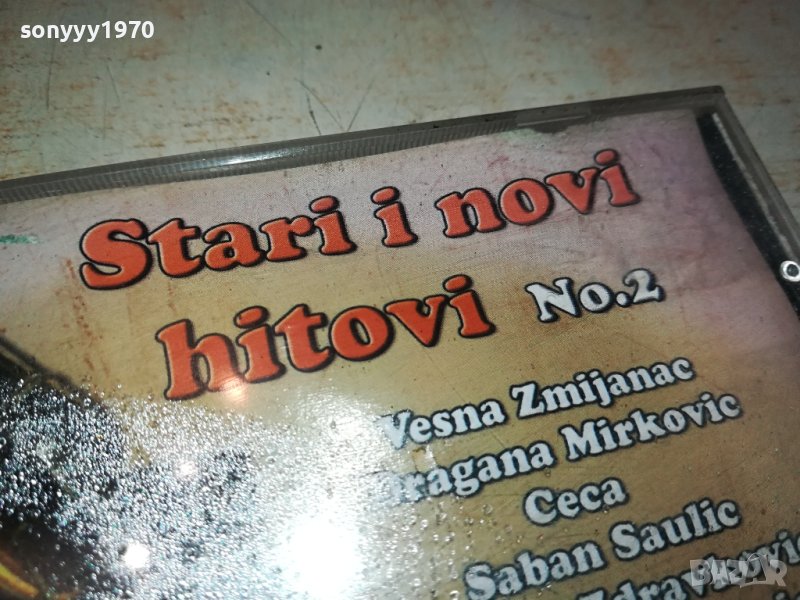 sonyyy1970
Stari i novi
hitovi No.2
Vesna Zmijanac
Dragana Mirkovic
Ceca
Saban Saulic